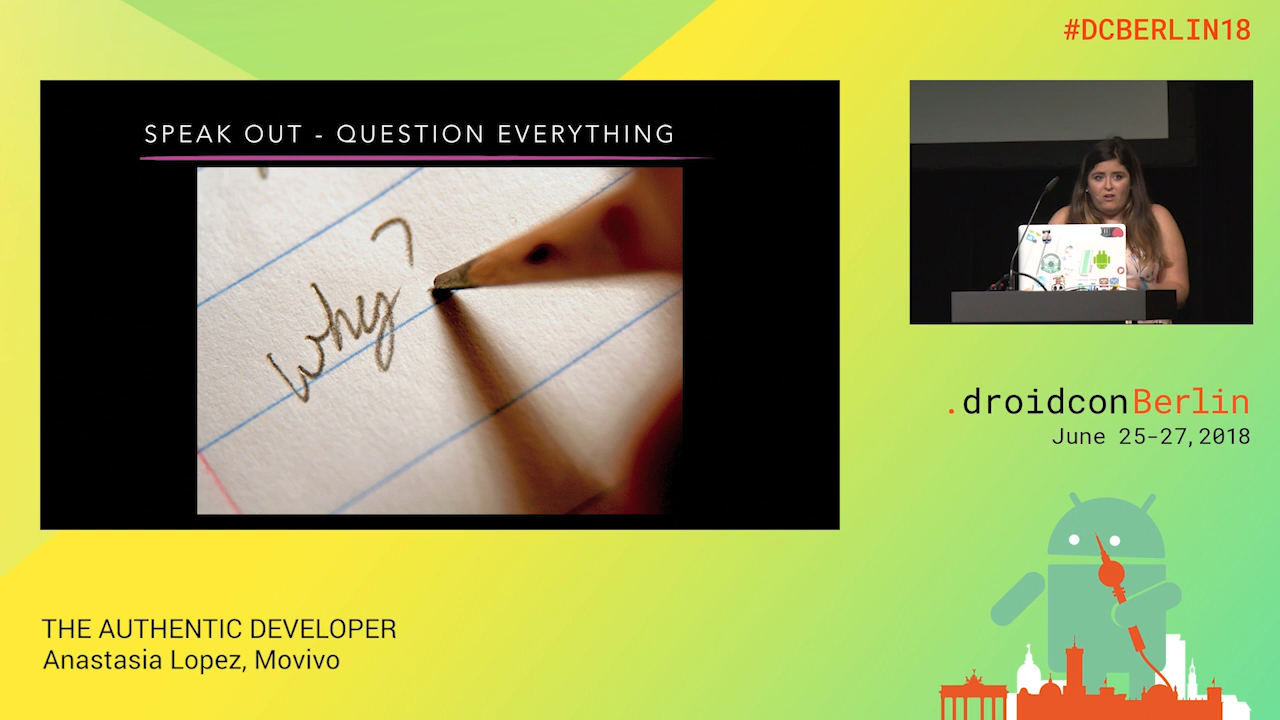 #DCBERLIN18
SPEAK OUT - QUESTION EVERYTHING
why?
.droidconBerlin
June 25-27, 2018
THE AUTHENTIC DEVELOPER
Anastasia Lopez, Movivo